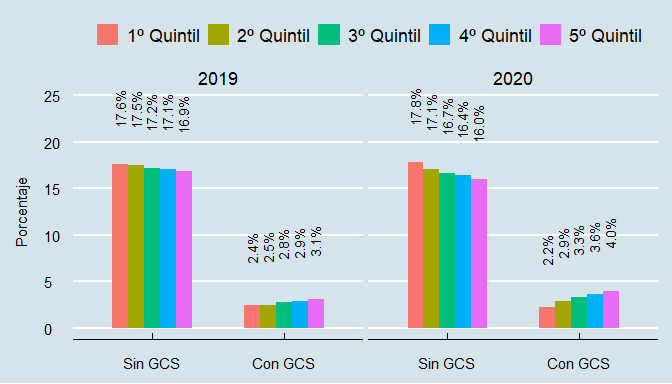 1º Quintil 2º Quintil 3º Quintil 4º Quintil 5º Quintil
2019 2020
Porcentaje
25
20
15
10
5
0
17.6% 17.5% 17.2% 17.1% 16.9%
2.4% 2.5% 2.8% 2.9% 3.1%
17.8% 17.1% 16.7% 16.4% 16.0%
2.2% 2.9% 3.3% 3.6% 4.0%
Sin GCS Con GCS Sin GCS Con GCS